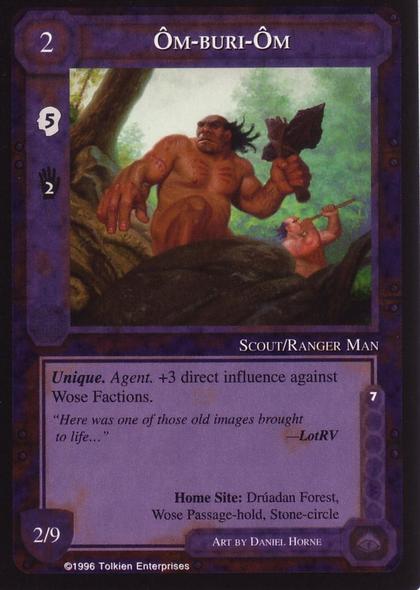 2
ÔM-BURI-ÔM
5
2
SCOUT/RANGER MAN
Unique. Agent. +3 direct influence against
Wose Factions.
7
“Here was one of those old images brought
to life…” —LotRV
Home Site: Drúadan Forest,
Wose Passage-hold, Stone-circle
2/9
ART BY DANIEL HORNE
©1996 Tolkien Enterprises